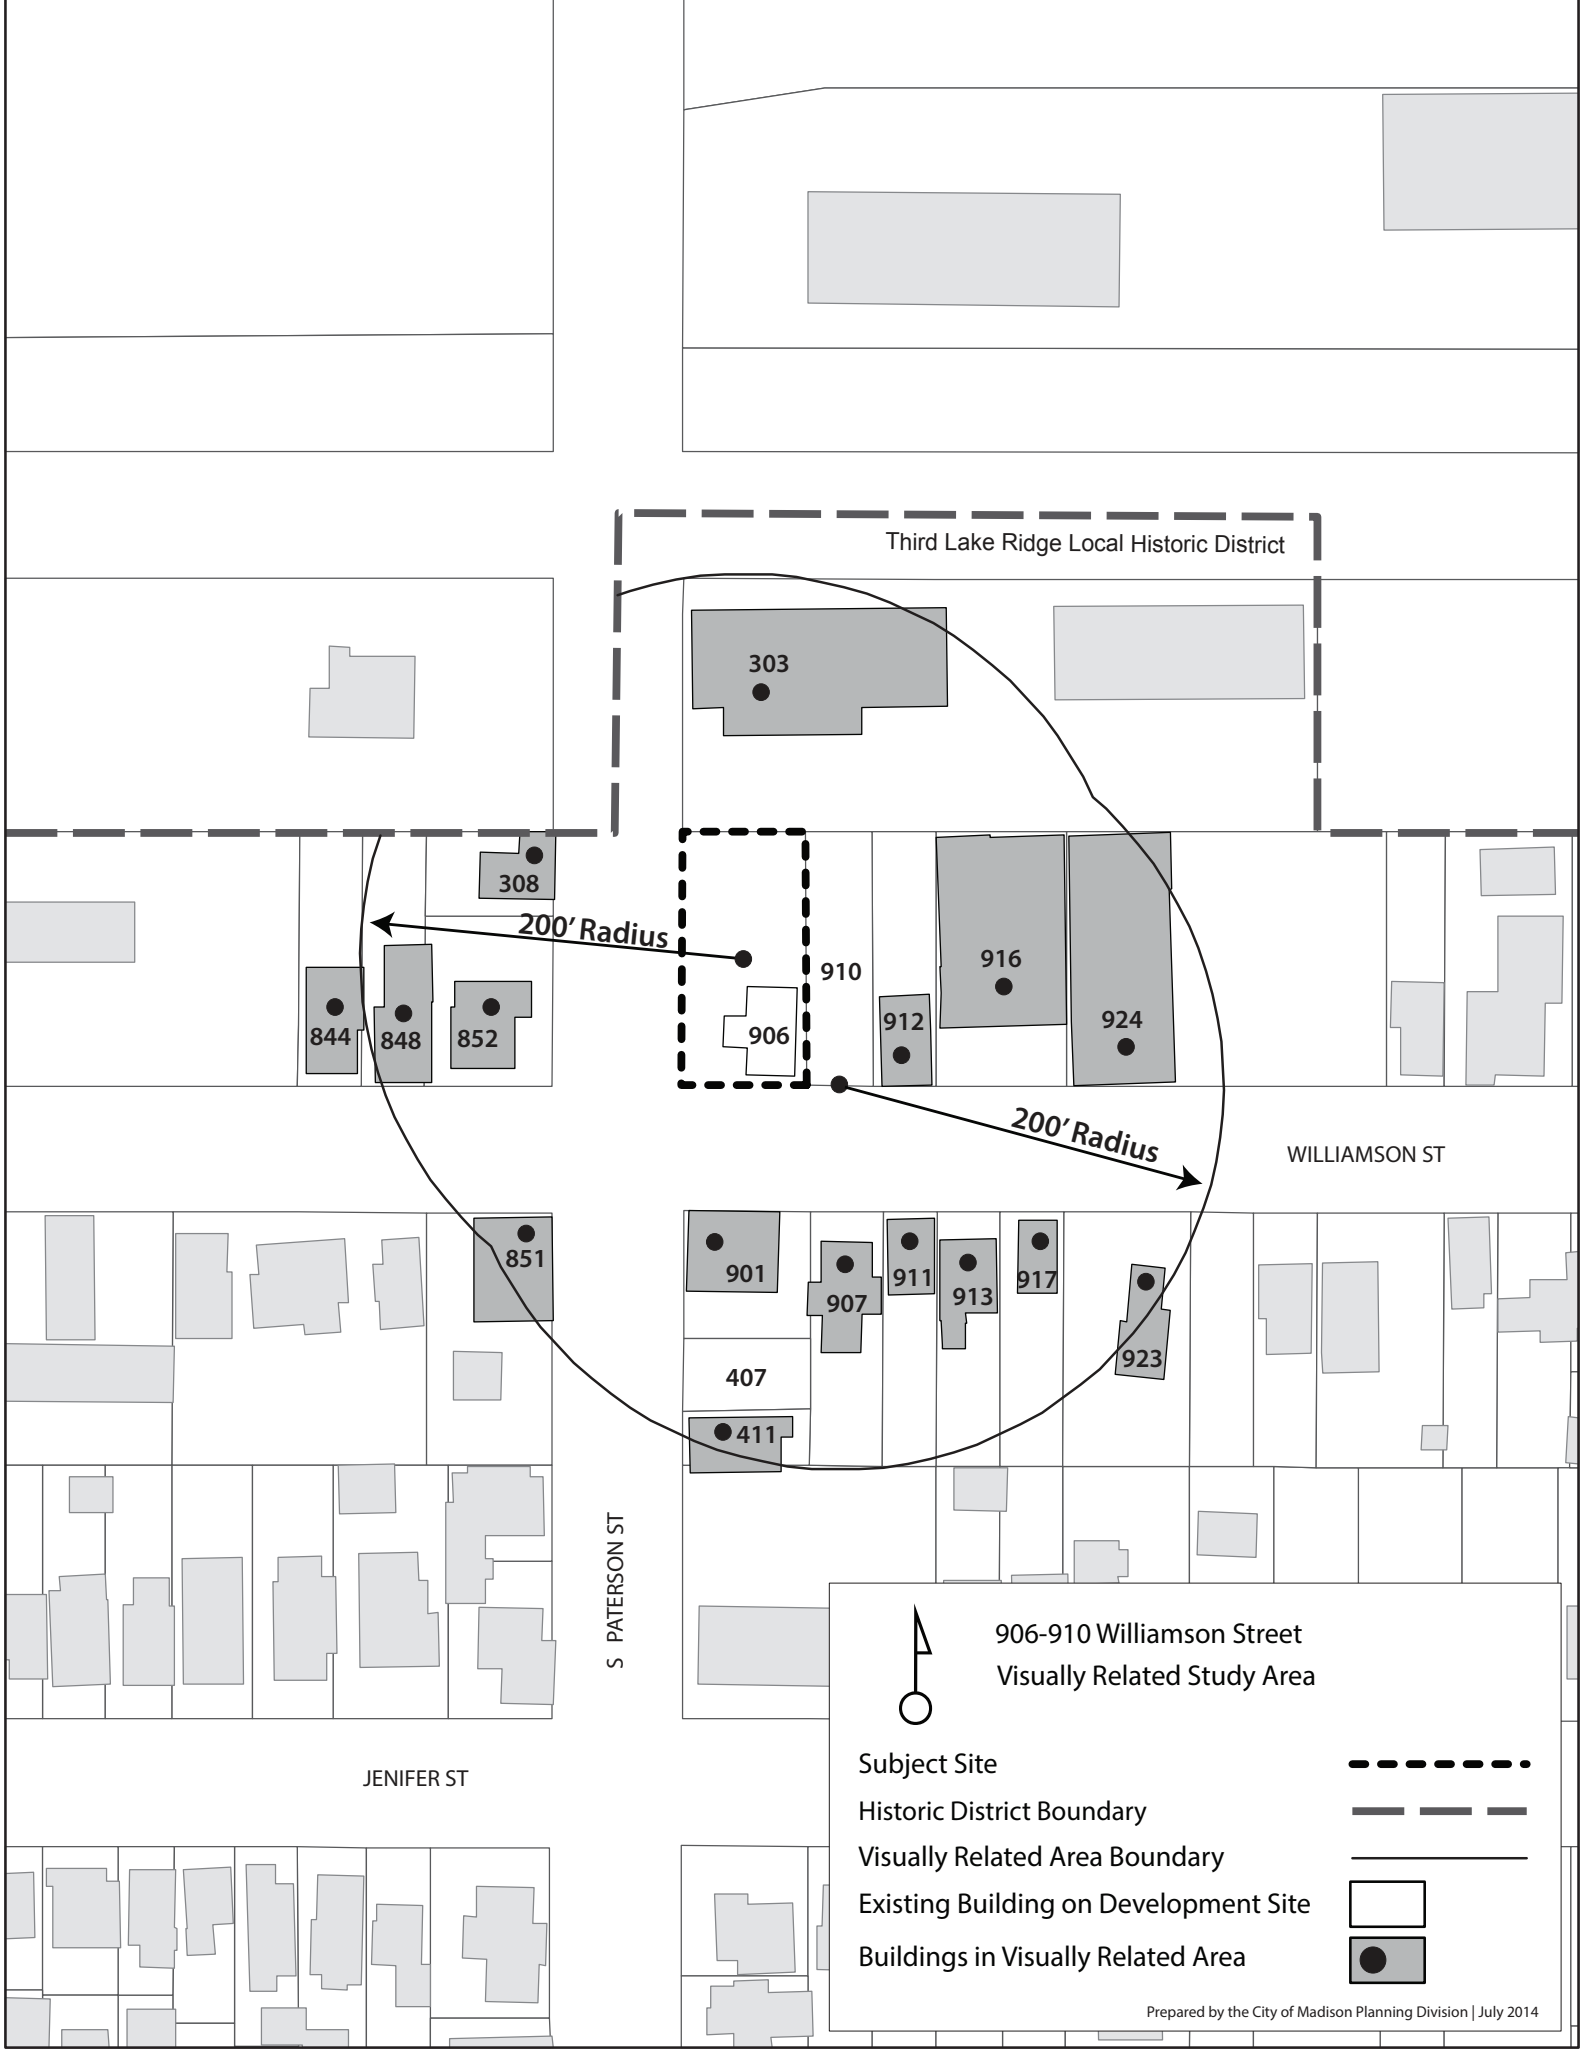 Third Lake Ridge Local Historic District
303
308
200' Radius
910
916
906
912
924
844
848
852
200' Radius
WILLIAMSON ST
851
901
907
911
913
917
923
407
411
S PATERSON ST
JENIFER ST
906-910 Williamson Street
Visually Related Study Area
Subject Site
Historic District Boundary
Visually Related Area Boundary
Existing Building on Development Site
Buildings in Visually Related Area
Prepared by the City of Madison Planning Division | July 2014